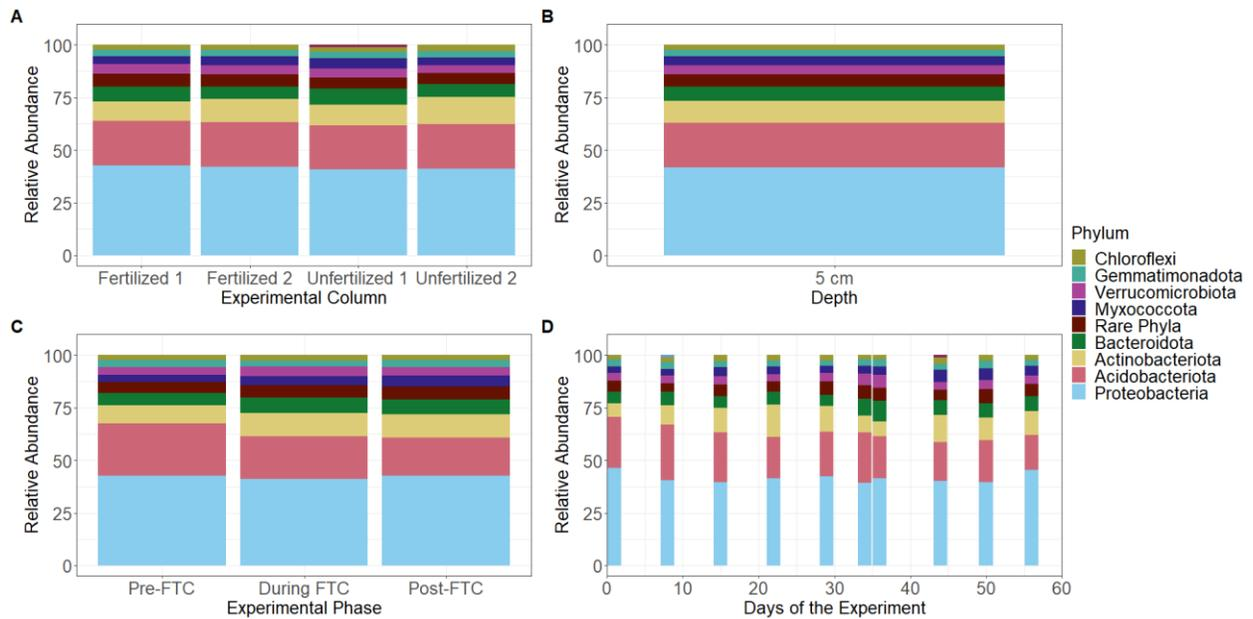 A
Relative Abundance
100
75
50
25
0
Fertilized 1 Fertilized 2 Unfertilized 1 Unfertilized 2
Experimental Column
B
Relative Abundance
100
75
50
25
0
5 cm
Depth
C
Relative Abundance
100
75
50
25
0
Pre-FTC During FTC Post-FTC
Experimental Phase
D
Relative Abundance
100
75
50
25
0
0 10 20 30 40 50 60
Days of the Experiment
Phylum
Chloroflexi
Gemmatimonadota
Verrucomicrobiota
Myxococcota
Rare Phyla
Bacteroidota
Actinobacteriota
Acidobacteriota
Proteobacteria